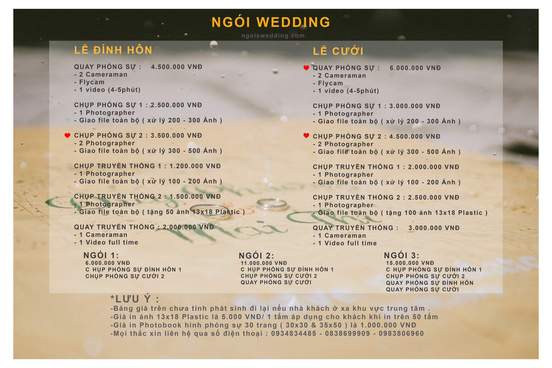 NGÓI WEDDING
ngoiswedding.com
LỄ ĐÍNH HÔN
QUAY PHÓNG SỰ : 4.500.000 VNĐ
- 2 Cameraman
- Flycam
- 1 video (4-5phút)
CHỤP PHÓNG SỰ 1 : 2.500.000 VNĐ
- 1 Photographer
- Giao file toàn bộ ( xử lý 200 - 300 Ảnh )
CHỤP PHÓNG SỰ 2 : 3.500.000 VNĐ
- 2 Photographer
- Giao file toàn bộ ( xử lý 300 - 500 Ảnh )
CHỤP TRUYỀN THỐNG 1 : 1.200.000 VNĐ
- 1 Photographer
- Giao file toàn bộ ( xử lý 100 - 200 Ảnh )
CHỤP TRUYỀN THỐNG 2 : 1.500.000 VNĐ
- 1 Photographer
- Giao file toàn bộ ( tặng 50 ảnh 13x18 Plastic )
QUAY TRUYỀN THỐNG : 2.000.000 VNĐ
- 1 Cameraman
- 1 Video full time
LỄ CƯỚI
QUAY PHÓNG SỰ : 6.000.000 VNĐ
- 2 Cameraman
- Flycam
- 1 video (4-5phút)
CHỤP PHÓNG SỰ 1 : 3.000.000 VNĐ
- 1 Photographer
- Giao file toàn bộ ( xử lý 200 - 300 Ảnh )
CHỤP PHÓNG SỰ 2 : 4.500.000 VNĐ
- 2 Photographer
- Giao file toàn bộ ( xử lý 300 - 500 Ảnh )
CHỤP TRUYỀN THỐNG 1 : 2.000.000 VNĐ
- 1 Photographer
- Giao file toàn bộ ( xử lý 100 - 200 Ảnh )
CHỤP TRUYỀN THỐNG 2 : 2.500.000 VNĐ
- 1 Photographer
- Giao file toàn bộ ( tặng 100 ảnh 13x18 Plastic )
QUAY TRUYỀN THỐNG : 3.000.000 VNĐ
- 1 Cameraman
- 1 Video full time
NGÓI 1:
6.000.000 VNĐ
C HỤP PHÓNG SỰ ĐÍNH HÔN 1
CHỤP PHÓNG SỰ CƯỚI 2
NGÓI 2:
11.000.000 VNĐ
C HỤP PHÓNG SỰ ĐÍNH HÔN 1
CHỤP PHÓNG SỰ CƯỚI 2
QUAY PHÓNG SỰ CƯỚI
NGÓI 3:
15.000.000 VNĐ
C HỤP PHÓNG SỰ ĐÍNH HÔN 1
CHỤP PHÓNG SỰ CƯỚI 2
QUAY PHÓNG SỰ ĐÍNH HÔN
QUAY PHÓNG SỰ CƯỚI
*LƯU Ý :
-Bảng giá trên chưa tính phát sinh đi lại nếu nhà khách ở xa khu vực trung tâm .
-Giá in ảnh 13x18 Plastic là 5.000 VNĐ/ 1 tấm áp dụng cho khách khi in trên 50 tấm
-Giá in Photobook hình phóng sự 30 trang ( 30x30 & 35x50 ) là 1.000.000 VNĐ
-Mọi thắc mắc xin liên hệ qua số điện thoại : 0934834485 - 0838699909 - 0983806960